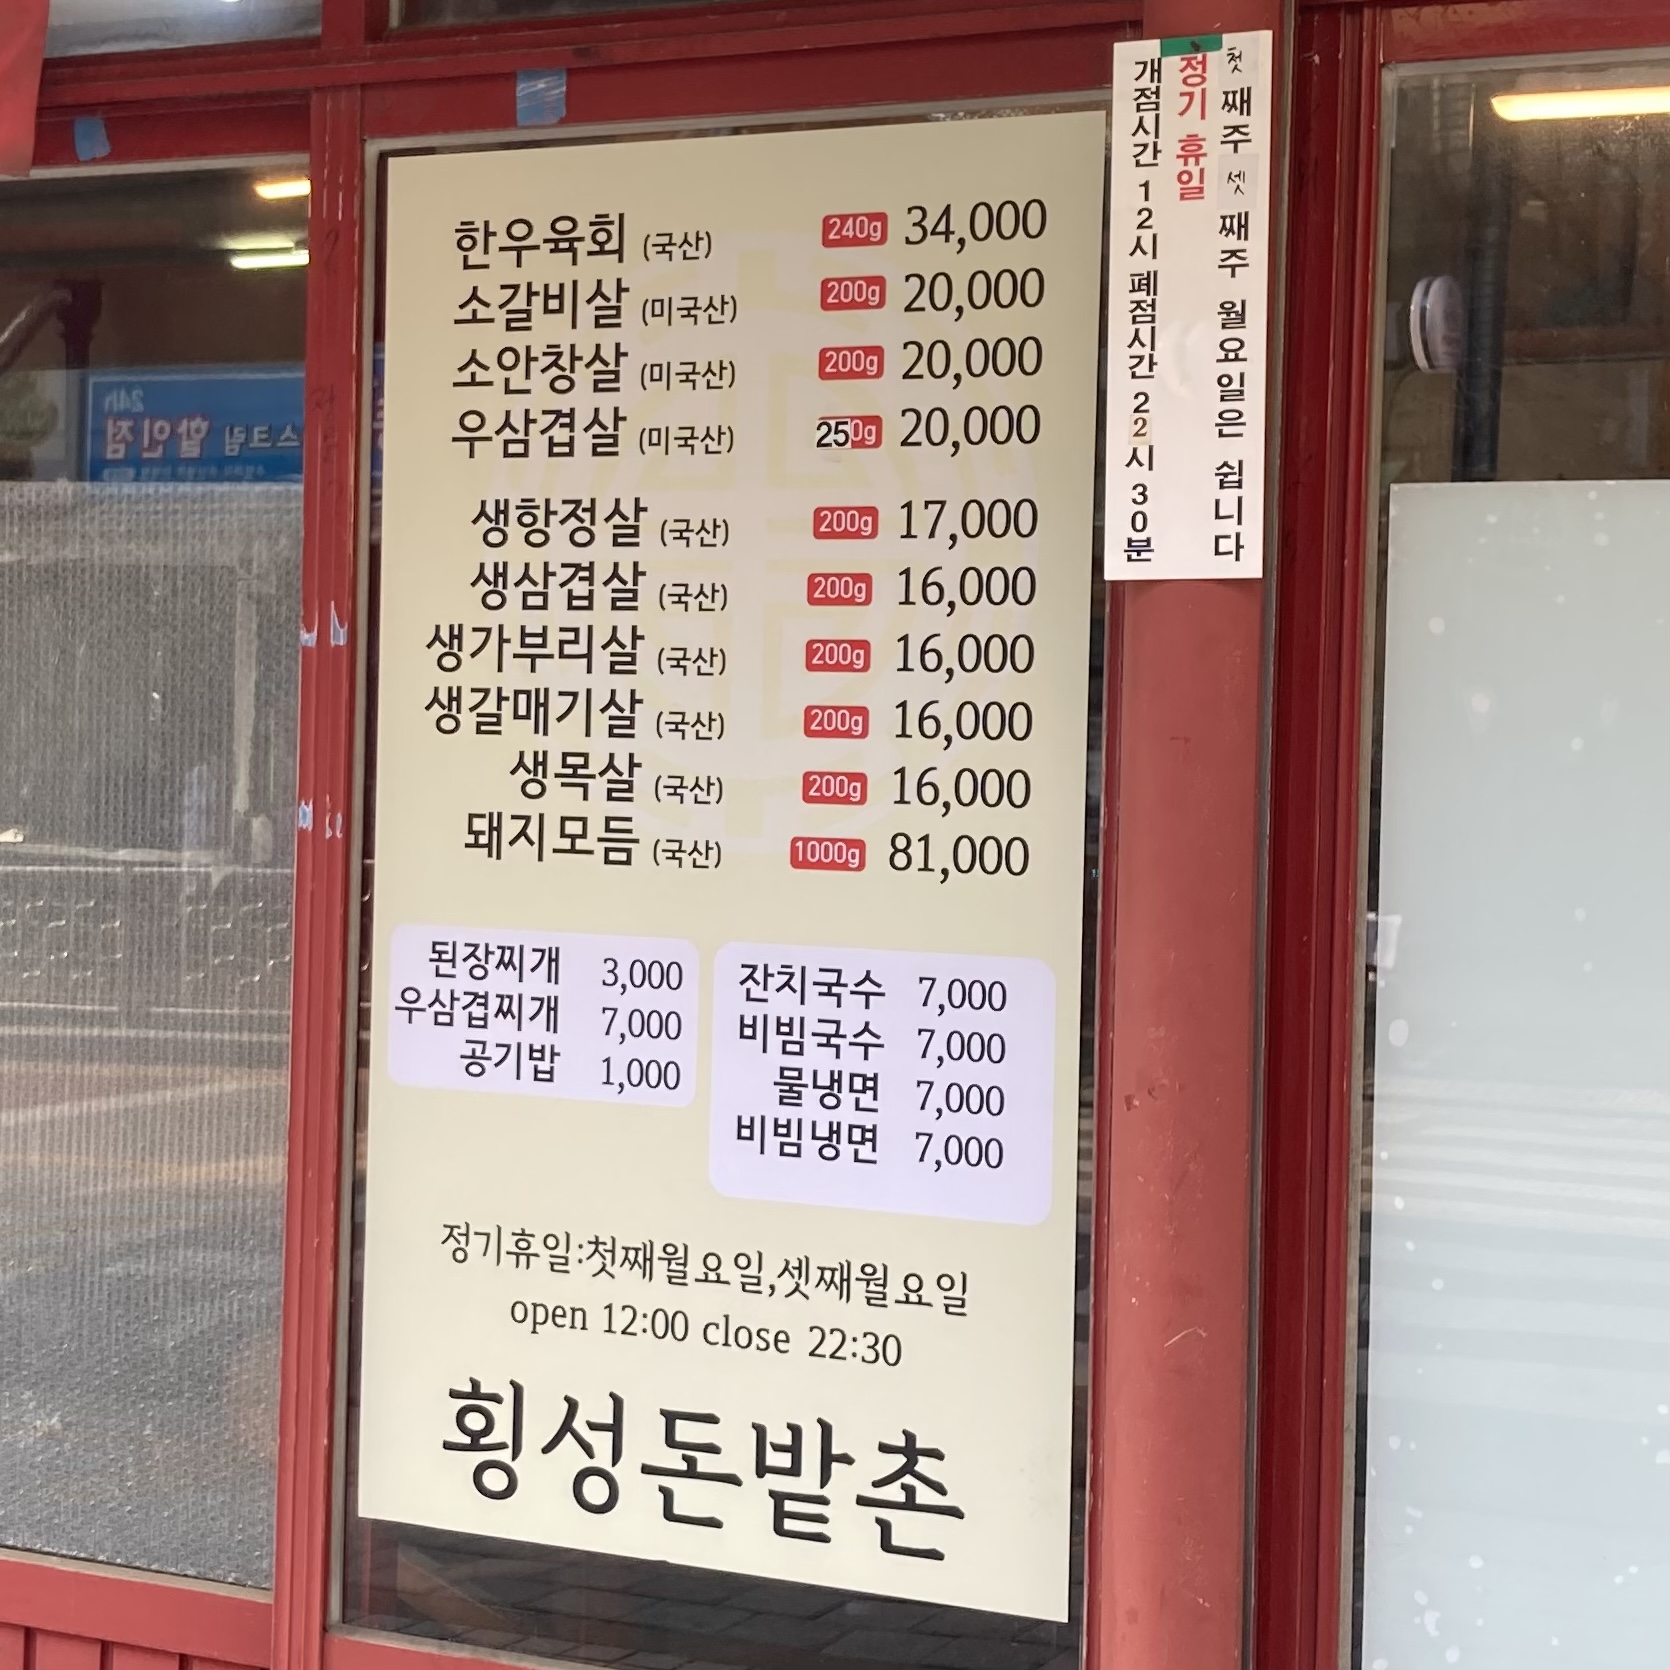 한우육회 (국산) 240g 34,000
소갈비살 (미국산) 200g 20,000
소안창살 (미국산) 200g 20,000
우삼겹살 (미국산) 250g 20,000
생항정살 (국산) 200g 17,000
생삼겹살 (국산) 200g 16,000
생가부리살 (국산) 200g 16,000
생갈매기살 (국산) 200g 16,000
생목살 (국산) 200g 16,000
돼지모듬 (국산) 1000g 81,000
된장찌개 3,000
우삼겹찌개 7,000
공기밥 1,000
잔치국수 7,000
비빔국수 7,000
물냉면 7,000
비빔냉면 7,000
정기휴일:첫째월요일,셋째월요일
open 12:00 close 22:30
횡성돈밭촌
첫째주 셋째주 월요일은 쉽니다
정기 휴일
개점시간 12시 폐점시간 22시30분
24h
스크림 할인점